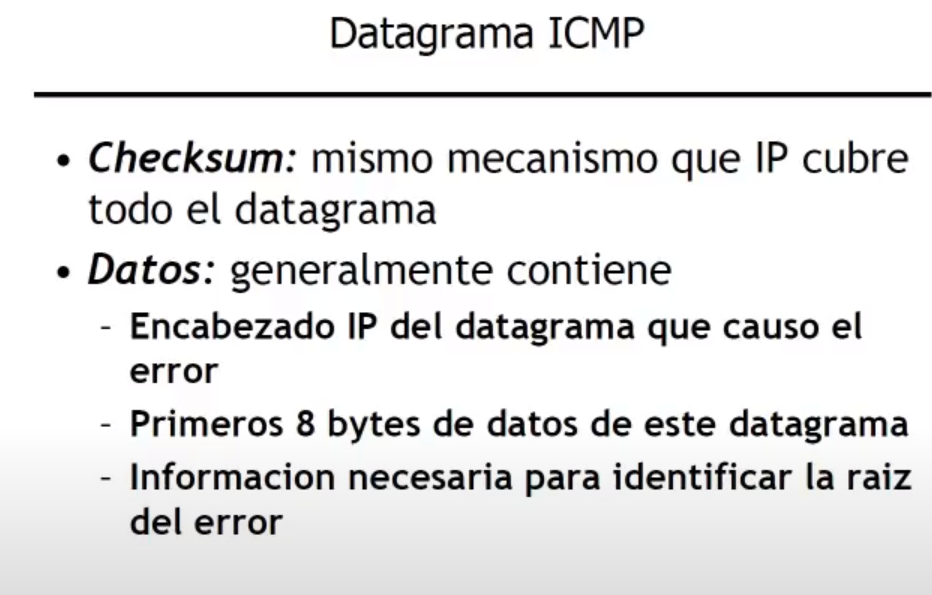 Datagrama ICMP
• Checksum: mismo mecanismo que IP cubre
todo el datagrama
• Datos: generalmente contiene
- Encabezado IP del datagrama que causo el
error
- Primeros 8 bytes de datos de este datagrama
- Informacion necesaria para identificar la raiz
del error